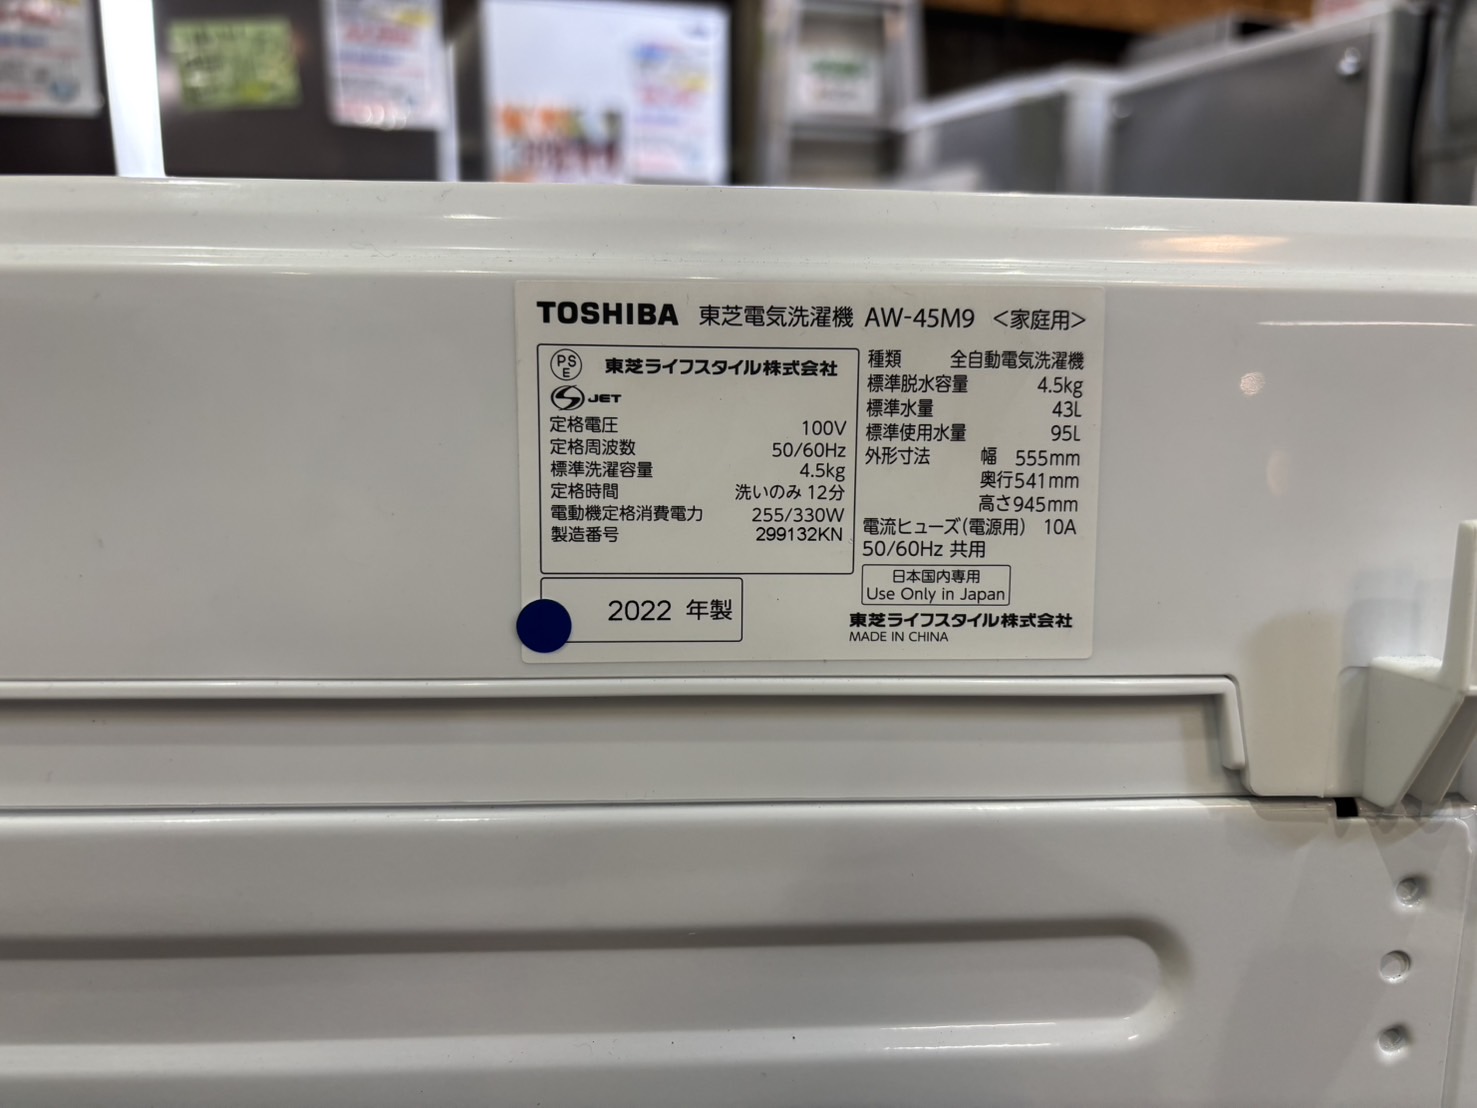 TOSHIBA 東芝電気洗濯機 AW-45M9 <家庭用>
PSE 東芝ライフスタイル株式会社
S JET
定格電圧 100V
定格周波数 50/60Hz
標準洗濯容量 4.5kg
定格時間 洗いのみ 12分
電動機定格消費電力 255/330W
製造番号 299132KN
2022 年製
種類 全自動電気洗濯機
標準脱水容量 4.5kg
標準水量 43L
標準使用水量 95L
外形寸法 幅 555mm
奥行541mm
高さ945mm
電流ヒューズ(電源用) 10A
50/60Hz 共用
日本国内専用
Use Only in Japan
東芝ライフスタイル株式会社
MADE IN CHINA